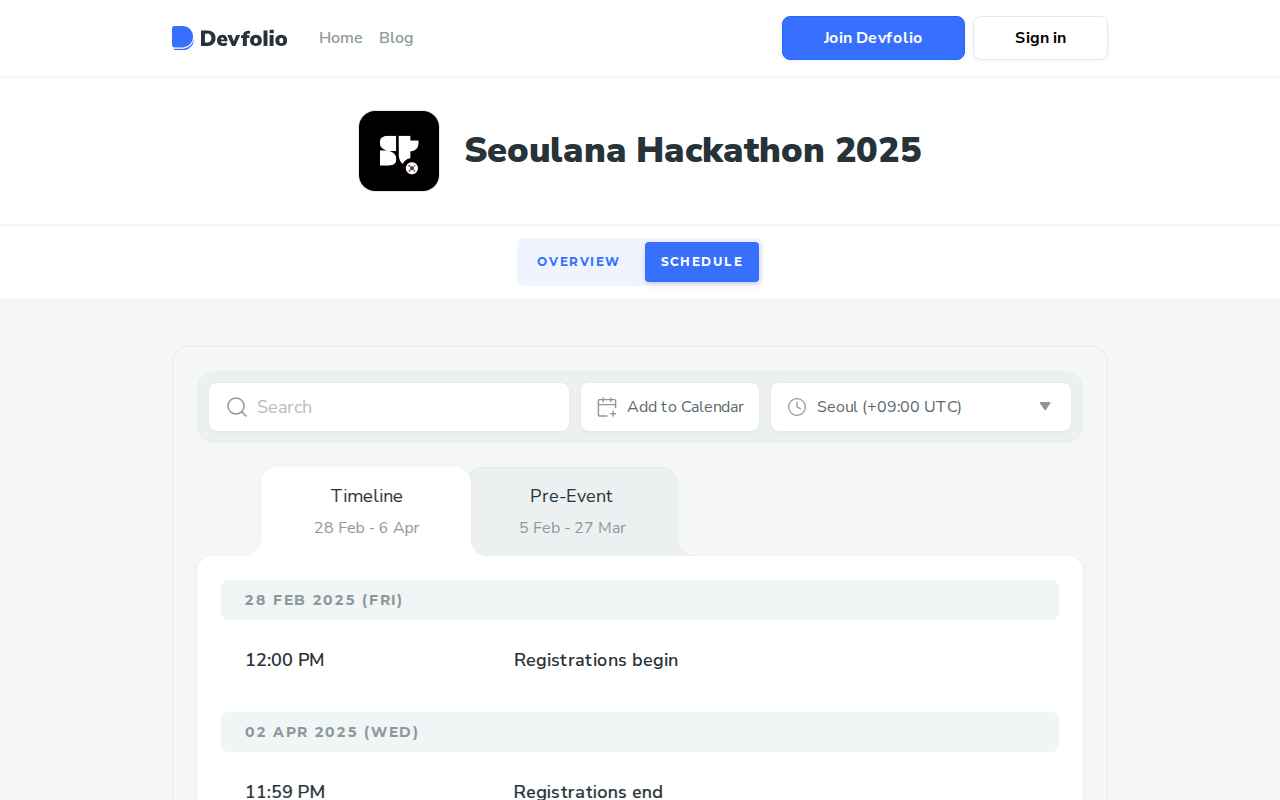 Devfolio
Home
Blog
Join Devfolio
Sign in
Seoulana Hackathon 2025
OVERVIEW
SCHEDULE
Search
Add to Calendar
Seoul (+09:00 UTC)
Timeline
28 Feb - 6 Apr
Pre-Event
5 Feb - 27 Mar
28 FEB 2025 (FRI)
12:00 PM
Registrations begin
02 APR 2025 (WED)
11:59 PM
Registrations end